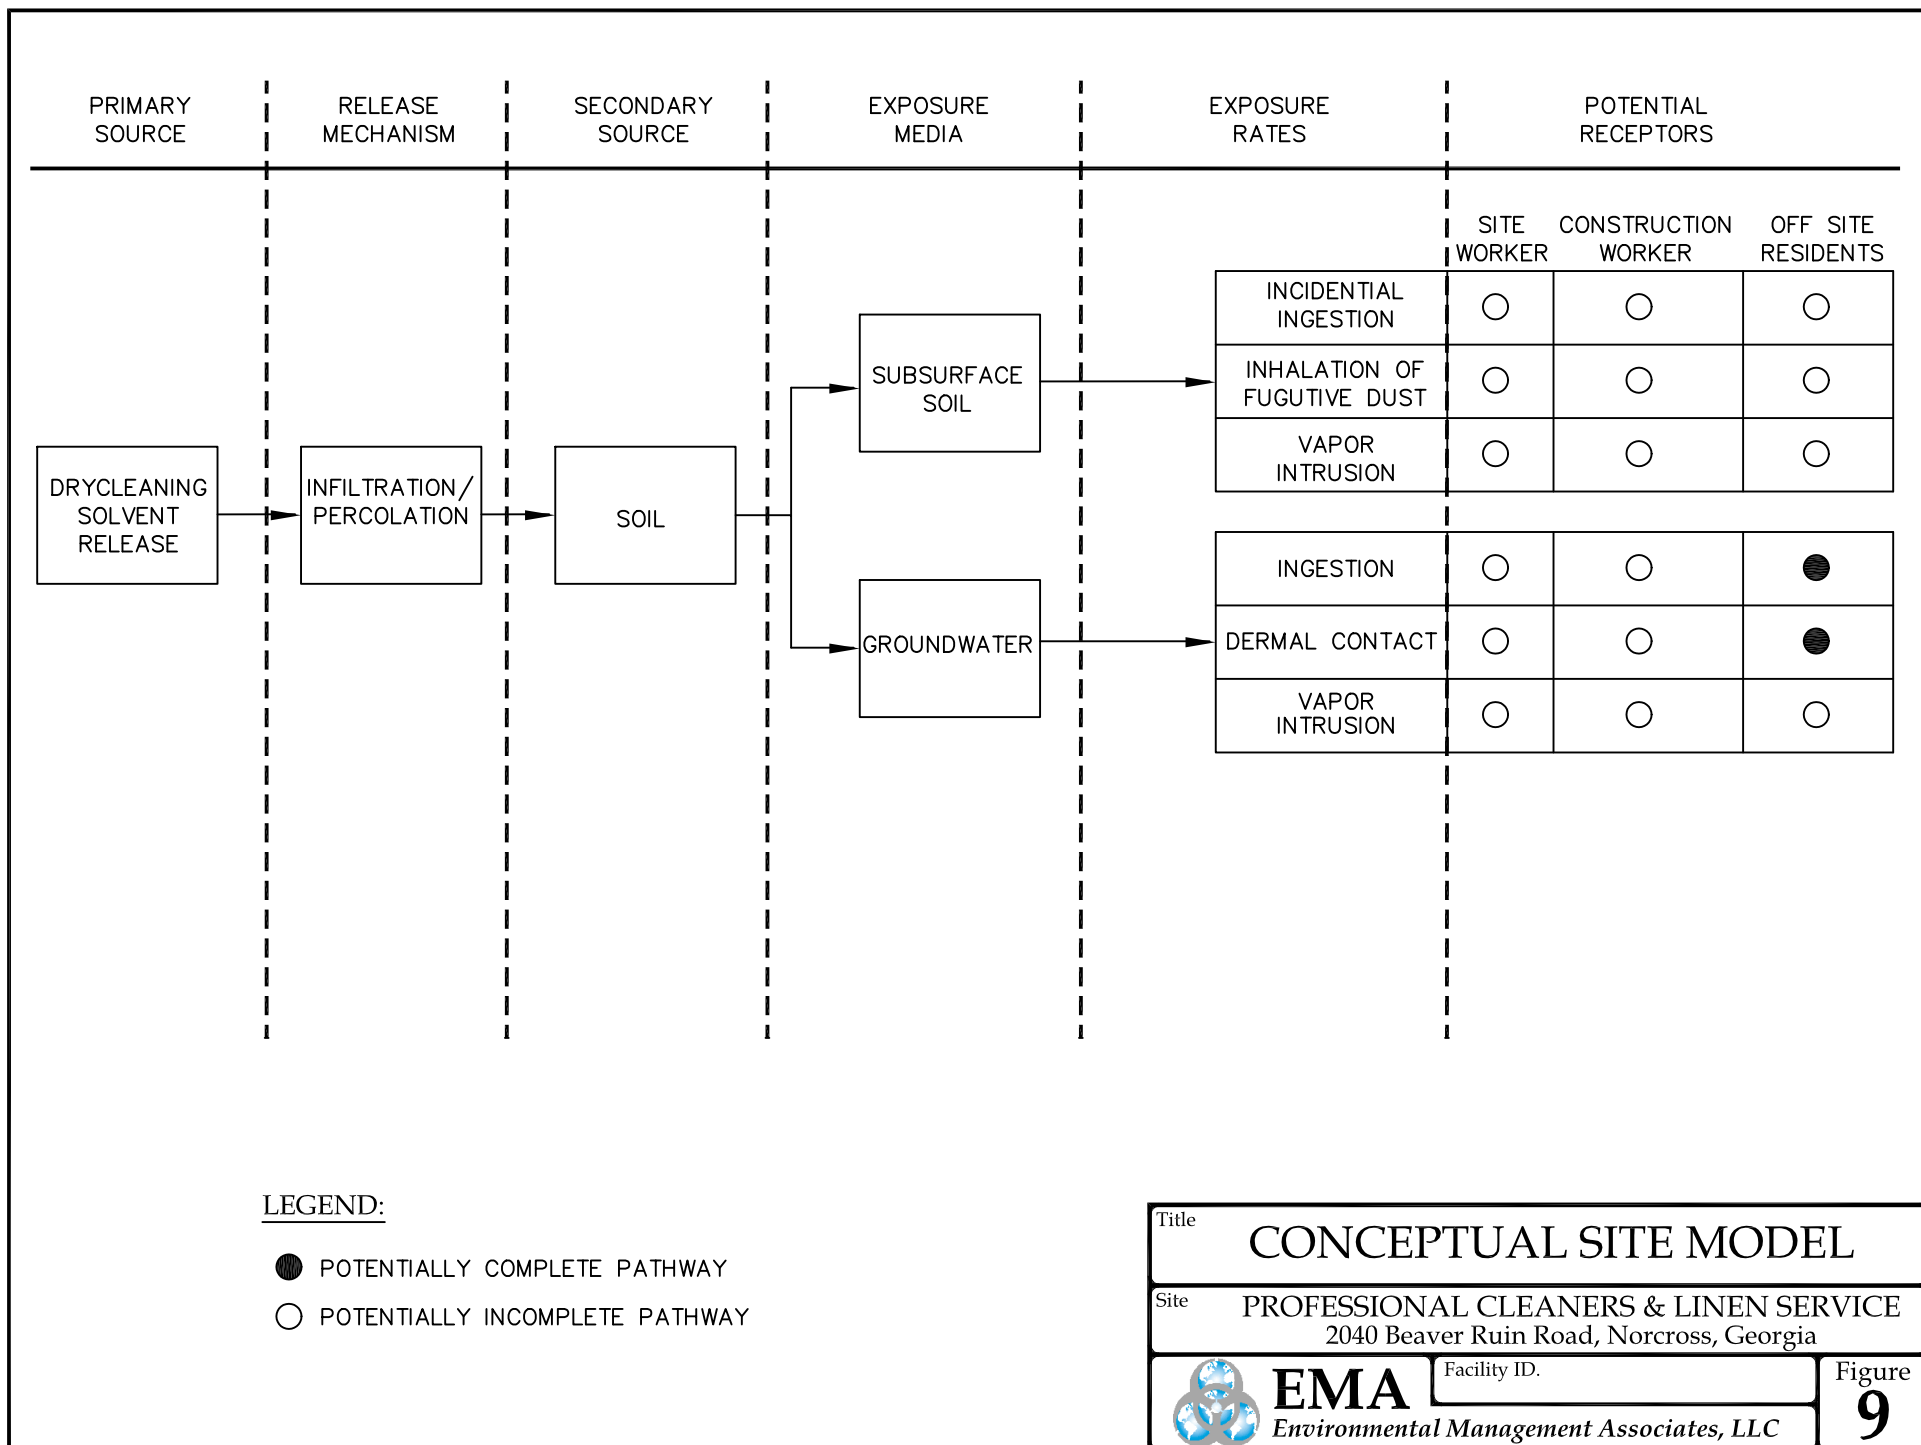 PRIMARY
SOURCE
RELEASE
MECHANISM
SECONDARY
SOURCE
EXPOSURE
MEDIA
EXPOSURE
RATES
POTENTIAL
RECEPTORS
SITE
WORKER
CONSTRUCTION
WORKER
OFF SITE
RESIDENTS
DRYCLEANING
SOLVENT
RELEASE
INFILTRATION/
PERCOLATION
SOIL
SUBSURFACE
SOIL
GROUNDWATER
INCIDENTIAL
INGESTION
INHALATION OF
FUGUTIVE DUST
VAPOR
INTRUSION
INGESTION
DERMAL CONTACT
VAPOR
INTRUSION
LEGEND:
POTENTIALLY COMPLETE PATHWAY
POTENTIALLY INCOMPLETE PATHWAY
Title
CONCEPTUAL SITE MODEL
Site
PROFESSIONAL CLEANERS & LINEN SERVICE
2040 Beaver Ruin Road, Norcross, Georgia
EMA
Environmental Management Associates, LLC
Facility ID.
Figure
9